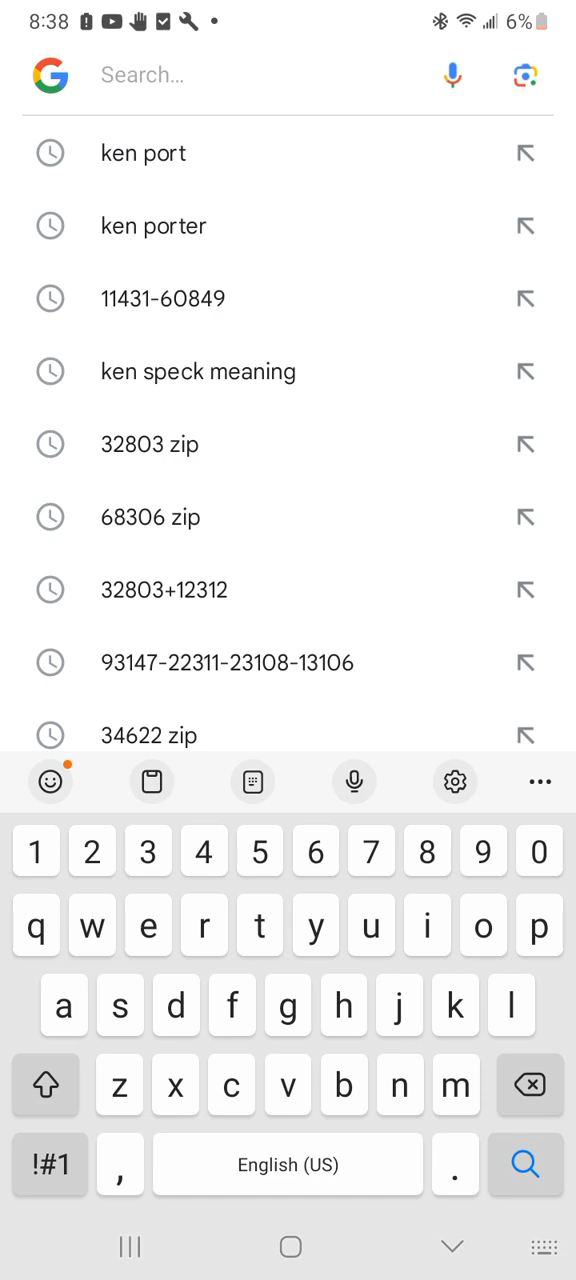 8:38 6%
Search...
ken port
ken porter
11431-60849
ken speck meaning
32803 zip
68306 zip
32803+12312
93147-22311-23108-13106
34622 zip
1 2 3 4 5 6 7 8 9 0
q w e r t y u i o p
a s d f g h j k l
z x c v b n m
!#1 , English (US) .